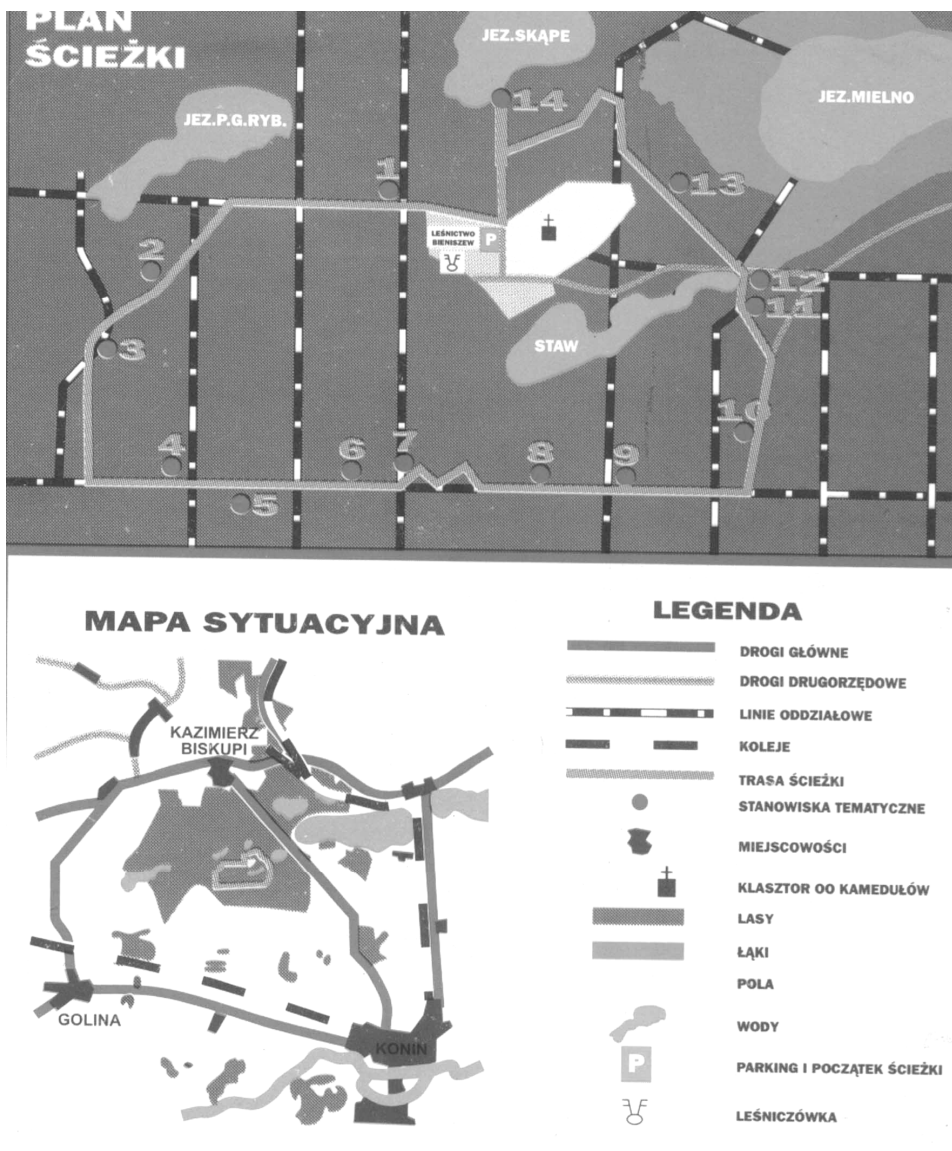 PLAN
ŚCIEŻKI
JEZ.SKĄPE
JEZ.MIELNO
JEZ.P.G.RYB.
14
1
13
LEŚNICTWO
BIENISZEW
P
2
12
11
3
STAW
10
4
6
7
8
9
5
MAPA SYTUACYJNA
KAZIMIERZ
BISKUPI
GOLINA
KONIN
LEGENDA
DROGI GŁÓWNE
DROGI DRUGORZĘDOWE
LINIE ODDZIAŁOWE
KOLEJE
TRASA ŚCIEŻKI
STANOWISKA TEMATYCZNE
MIEJSCOWOŚCI
KLASZTOR OO KAMEDUŁÓW
LASY
ŁĄKI
POLA
WODY
P
PARKING I POCZĄTEK ŚCIEŻKI
LEŚNICZÓWKA